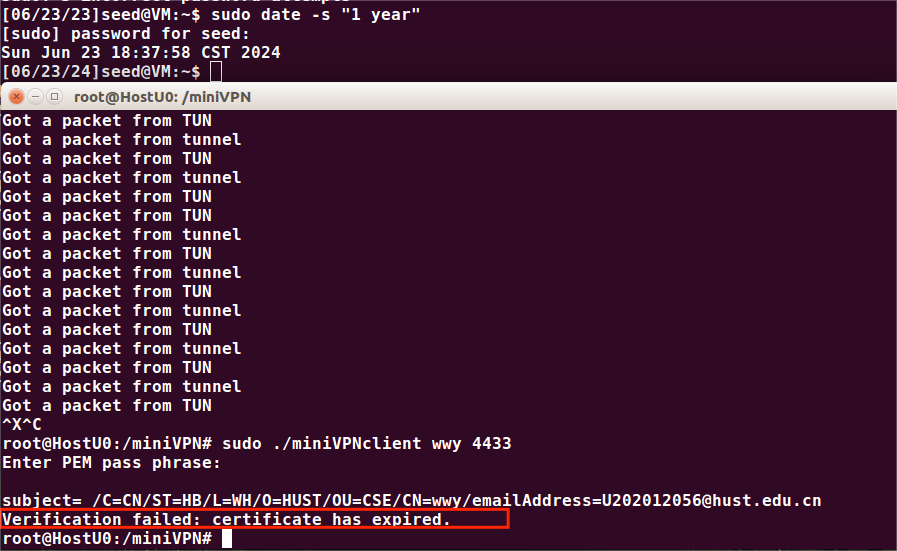 [06/23/23]seed@VM:~$ sudo date -s "1 year"
[sudo] password for seed:
Sun Jun 23 18:37:58 CST 2024
[06/23/24]seed@VM:~$
root@HostU0: /miniVPN
Got a packet from TUN
Got a packet from tunnel
Got a packet from TUN
Got a packet from tunnel
Got a packet from TUN
Got a packet from TUN
Got a packet from tunnel
Got a packet from TUN
Got a packet from tunnel
Got a packet from TUN
Got a packet from tunnel
Got a packet from TUN
Got a packet from tunnel
Got a packet from TUN
Got a packet from tunnel
Got a packet from TUN
^X^C
root@HostU0:/miniVPN# sudo ./miniVPNclient wwy 4433
Enter PEM pass phrase:
subject= /C=CN/ST=HB/L=WH/O=HUST/OU=CSE/CN=wwy/emailAddress=U202012056@hust.edu.cn
Verification failed: certificate has expired.
root@HostU0:/miniVPN#